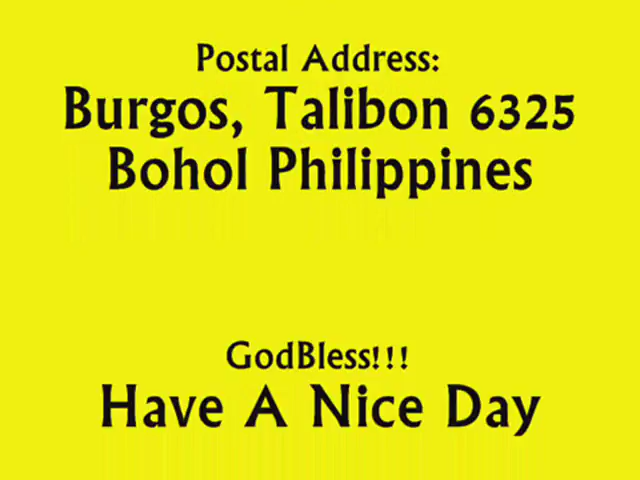 Postal Address:
Burgos, Talibon 6325
Bohol Philippines
GodBless!!!
Have A Nice Day